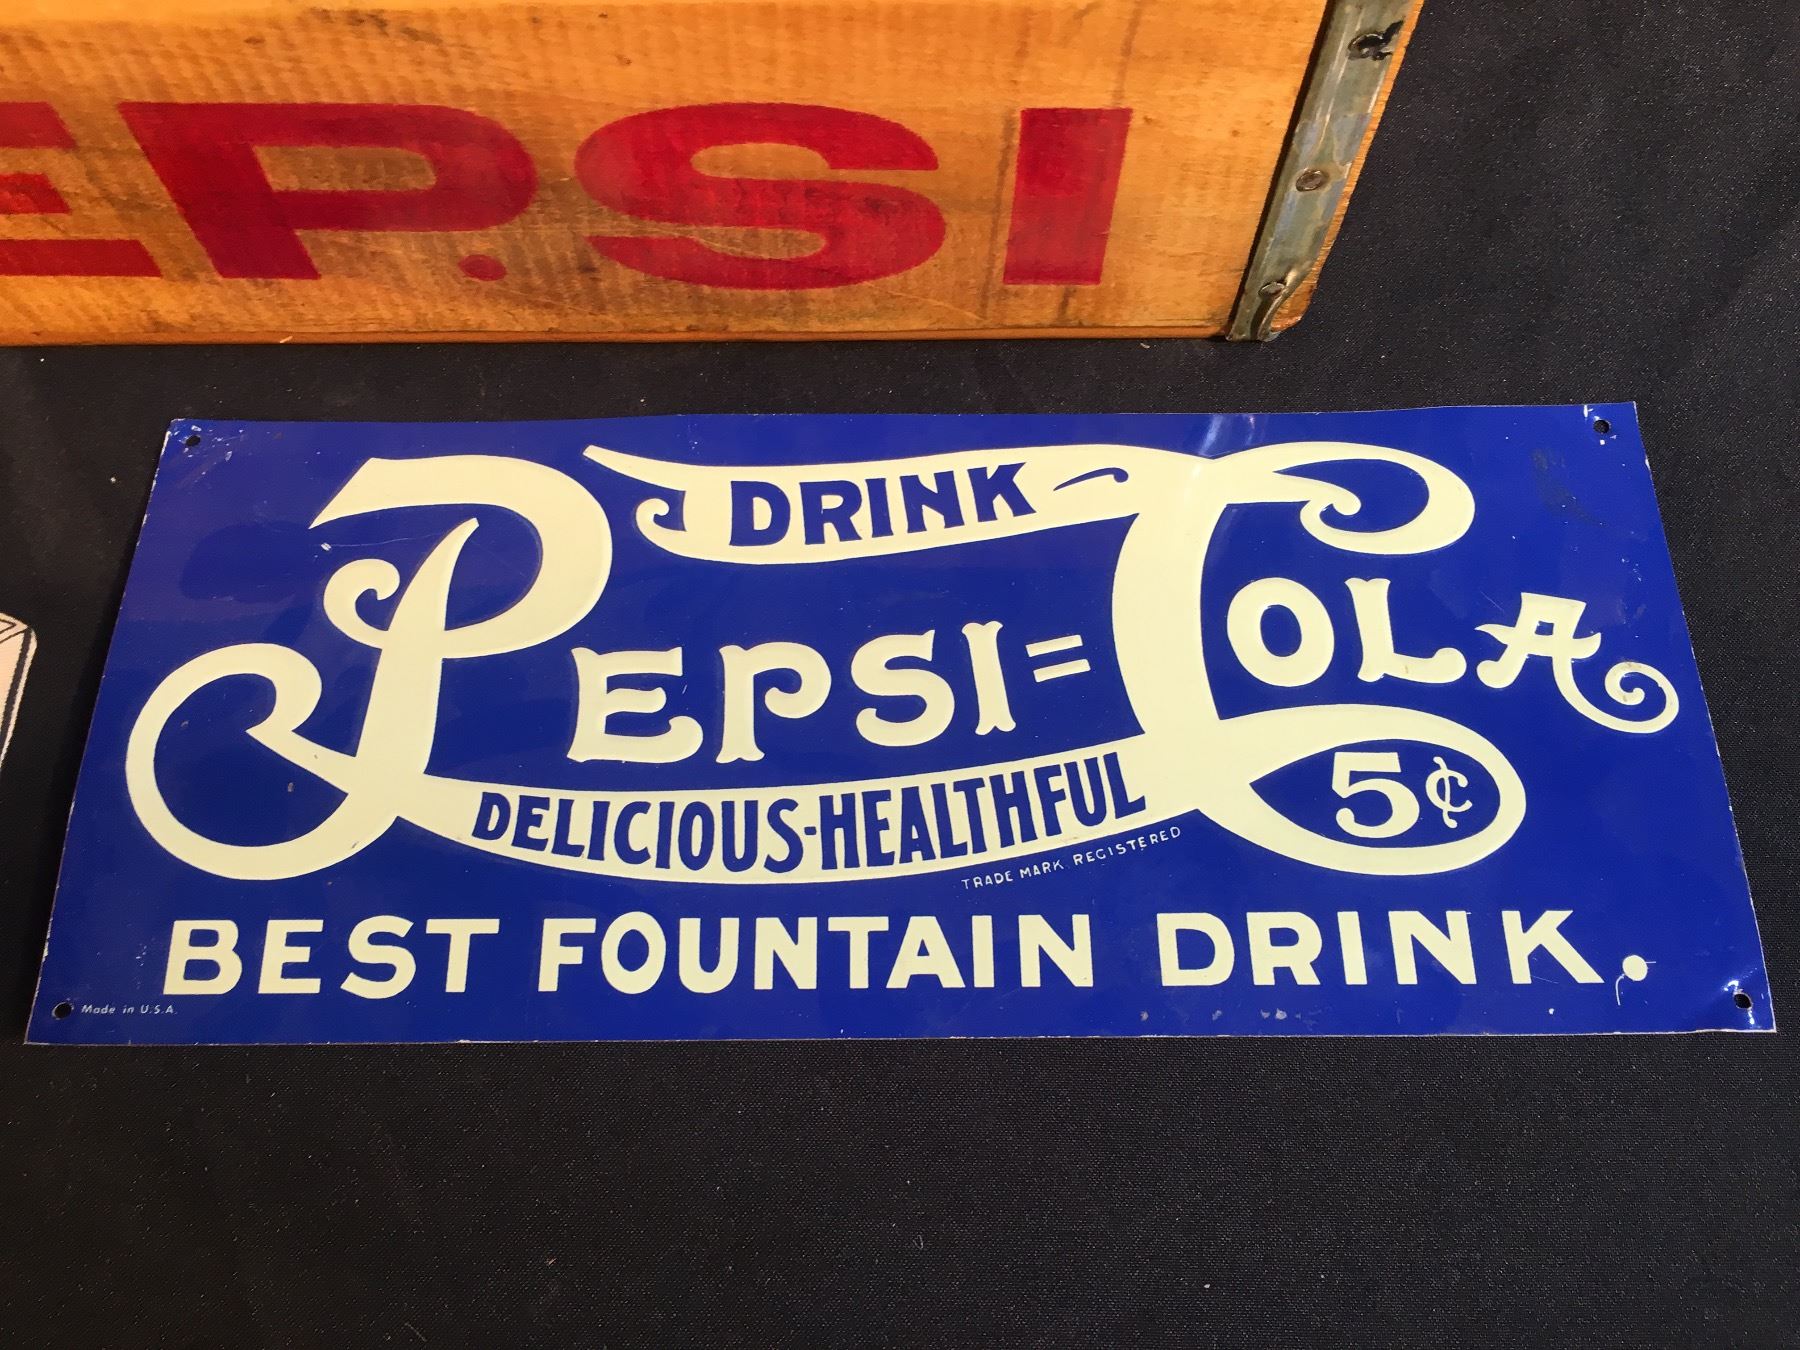 EPSI
DRINK
PEPSI=COLA
DELICIOUS-HEALTHFUL
5¢
TRADE MARK REGISTERED
BEST FOUNTAIN DRINK.
Made in U.S.A.